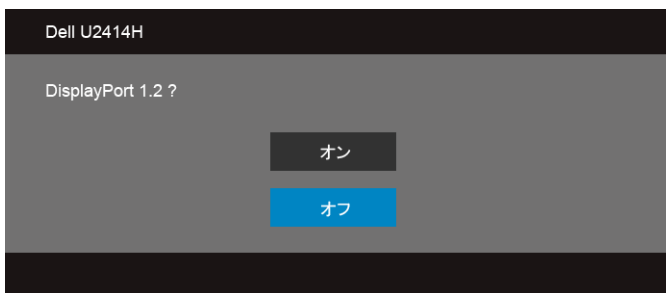 Dell U2414H
DisplayPort 1.2 ?
オン
オフ